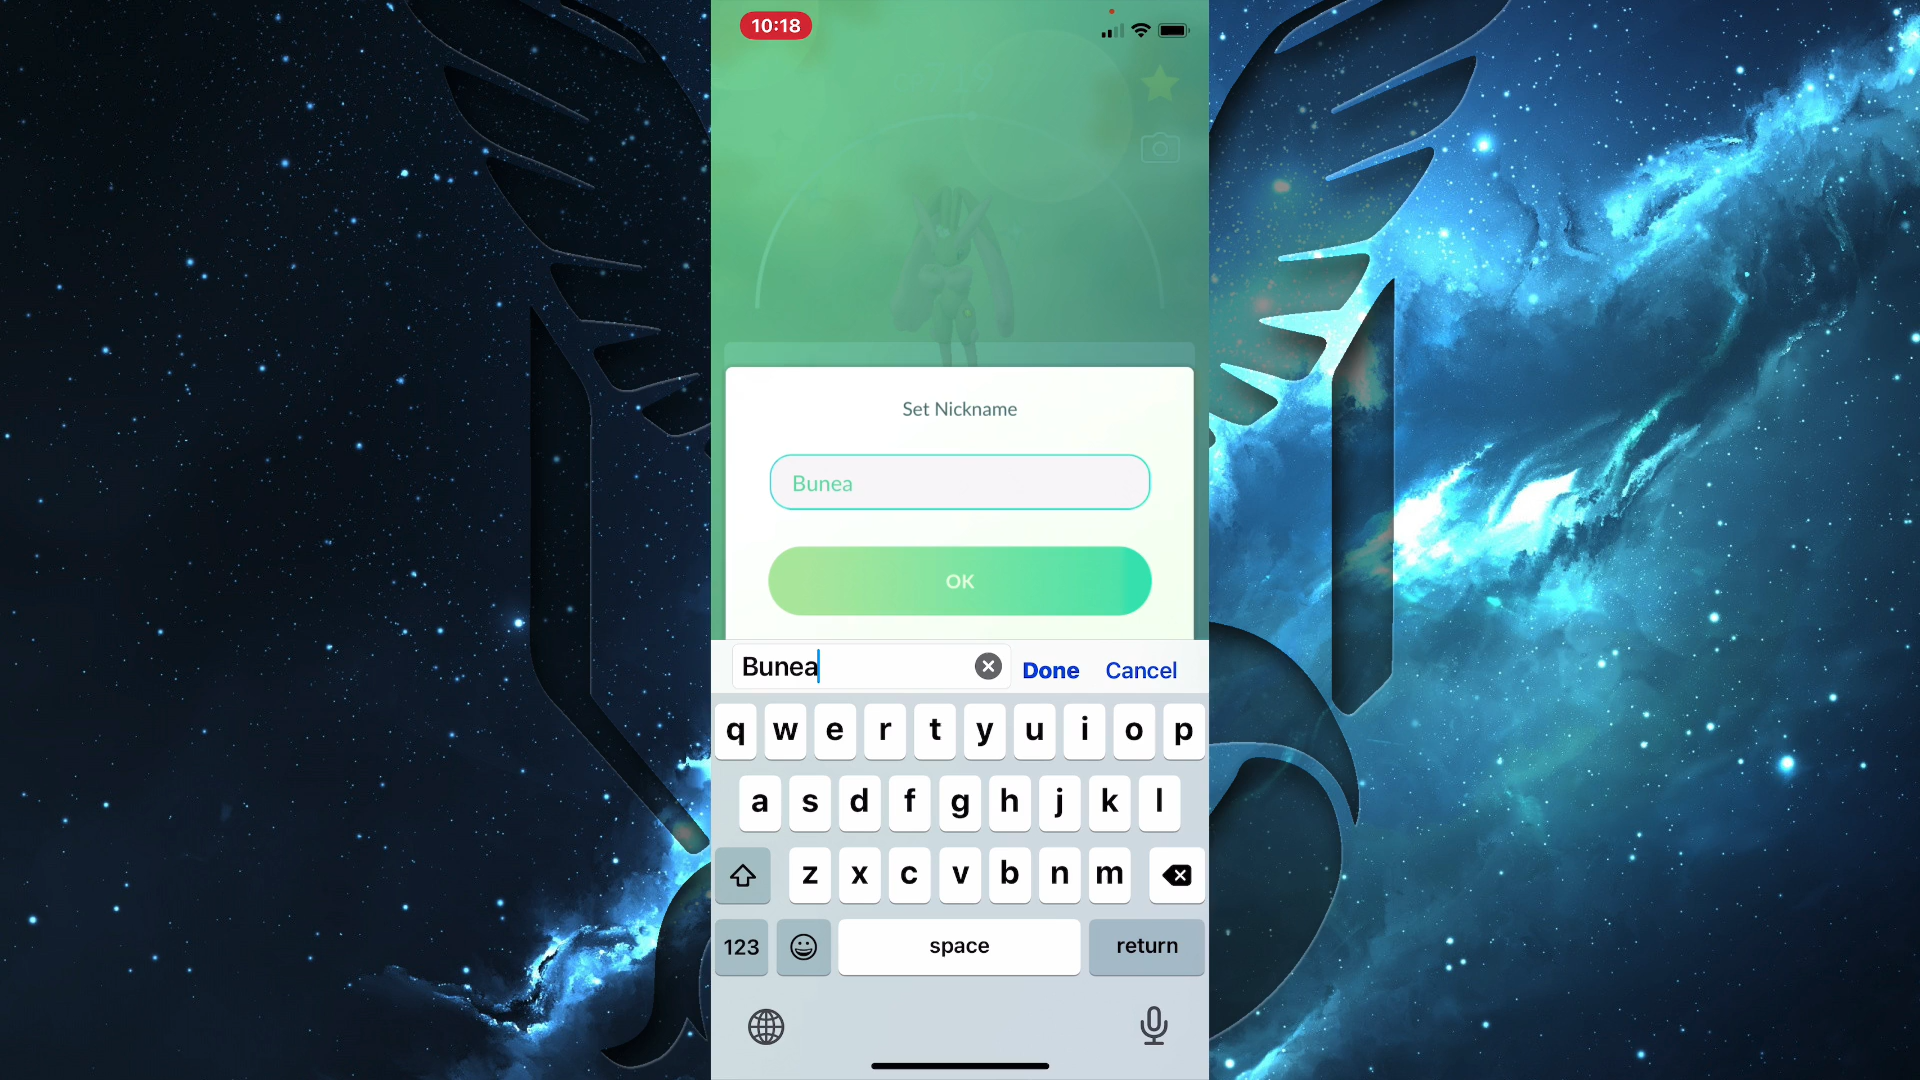 10:18
Set Nickname
Bunea
OK
Bunea Done Cancel
q w e r t y u i o p
a s d f g h j k l
z x c v b n m
123 space return